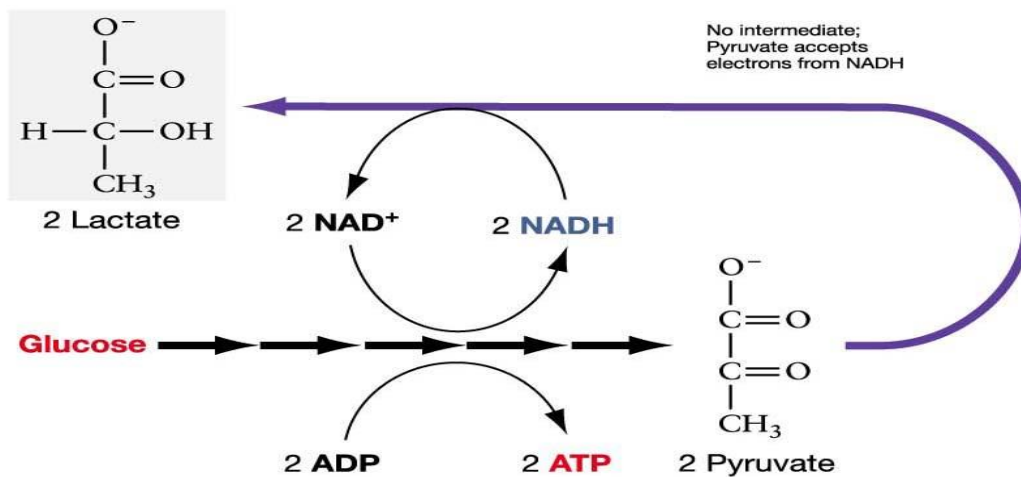 O⁻
C=O
H—C—OH
CH₃
2 Lactate
No intermediate;
Pyruvate accepts
electrons from NADH
2 NAD⁺
2 NADH
Glucose
O⁻
C=O
C=O
CH₃
2 ADP
2 ATP
2 Pyruvate